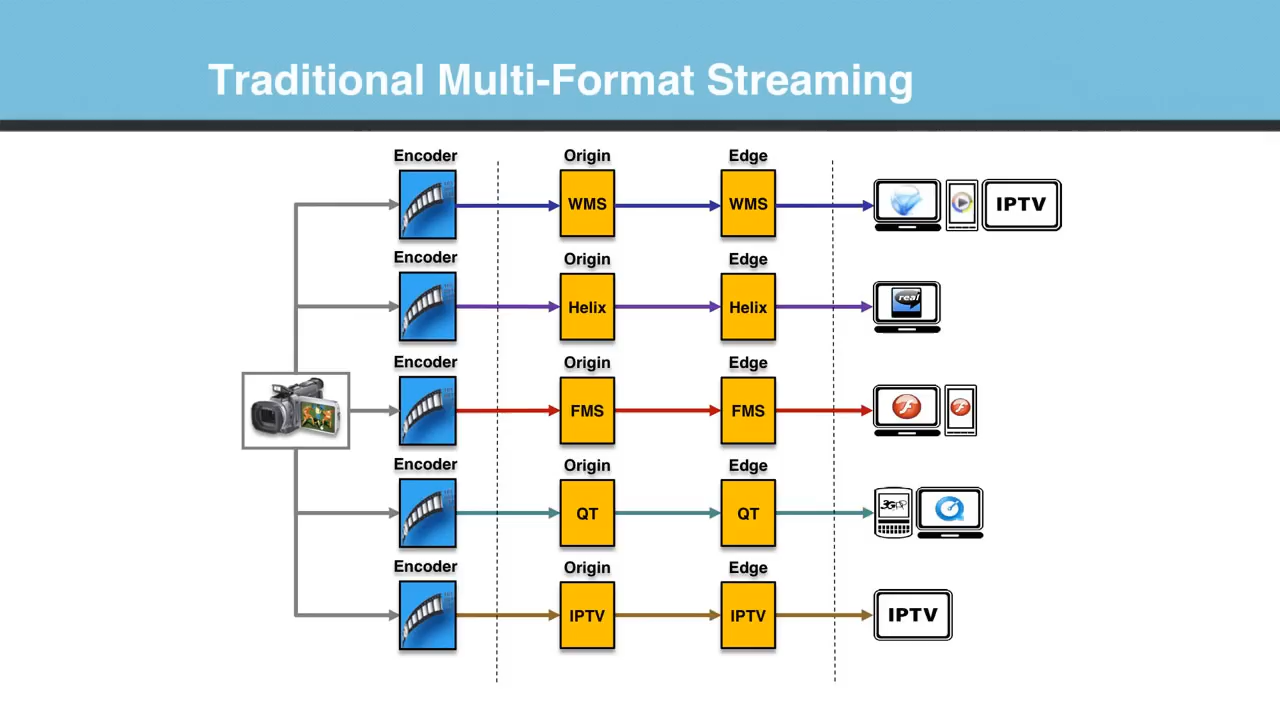 Traditional Multi-Format Streaming
Encoder Origin Edge
WMS WMS IPTV
Encoder Origin Edge
Helix Helix real
Encoder Origin Edge
FMS FMS
Encoder Origin Edge
QT QT 3GPP
Encoder Origin Edge
IPTV IPTV IPTV